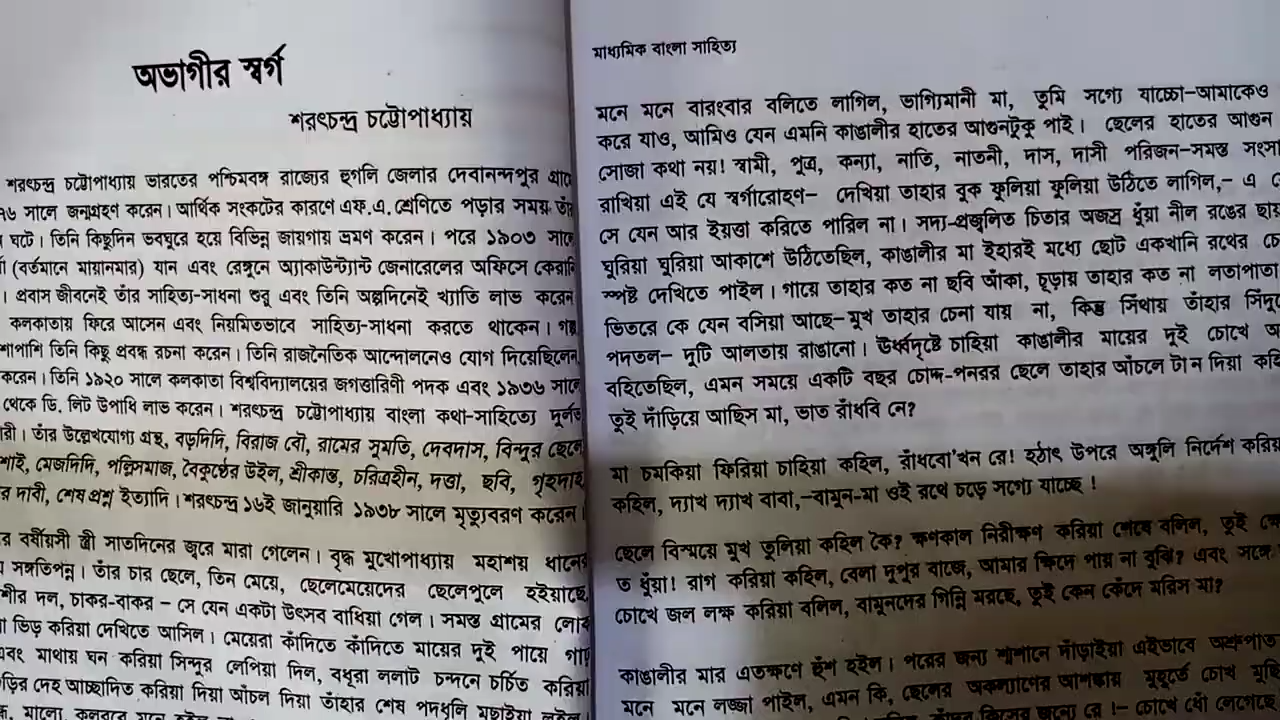 অভাগীর স্বর্গ
শরৎচন্দ্র চট্টোপাধ্যায়
শরৎচন্দ্র চট্টোপাধ্যায় ভারতের পশ্চিমবঙ্গ রাজ্যের হুগলি জেলার দেবানন্দপুর
সালে জন্মগ্রহণ করেন। আর্থিক সংকটের কারণে এফ.এ. শ্রেণিতে পড়ার সময় তাঁর
ঘটে। তিনি কিছুদিন ভবঘুরে হয়ে বিভিন্ন জায়গায় ভ্রমণ করেন। পরে ১৯০৩ সালে
(বর্তমানে মায়ানমার) যান এবং রেঙ্গুনে অ্যাকাউন্ট্যান্ট জেনারেলের অফিসে
। প্রবাস জীবনেই তাঁর সাহিত্য-সাধনা শুরু এবং তিনি অল্পদিনেই খ্যাতি লাভ করেন
কলকাতায় ফিরে আসেন এবং নিয়মিতভাবে সাহিত্য-সাধনা করতে থাকেন।
তিনি কিছু প্রবন্ধ রচনা করেন। তিনি রাজনৈতিক আন্দোলনেও যোগ দিয়েছিলেন
করেন। তিনি ১৯২০ সালে কলকাতা বিশ্ববিদ্যালয়ের জগত্তারিণী পদক এবং ১৯৩৬ সালে
থেকে ডি. লিট উপাধি লাভ করেন। শরৎচন্দ্র চট্টোপাধ্যায় বাংলা কথা-সাহিত্যে দুর্লভ
তাঁর উল্লেখযোগ্য গ্রন্থ, বড়দিদি, বিরাজ বৌ, রামের সুমতি, দেবদাস, বিন্দুর ছেলে
মেজদিদি, পল্লিসমাজ, বৈকুণ্ঠের উইল, শ্রীকান্ত, চরিত্রহীন, দত্তা, ছবি, গৃহদাহ
দাবী, শেষ প্রশ্ন ইত্যাদি। শরৎচন্দ্র ১৬ই জানুয়ারি ১৯৩৮ সালে মৃত্যুবরণ করেন।
বর্ষীয়সী স্ত্রী সাতদিনের জ্বরে মারা গেলেন। বৃদ্ধ মুখোপাধ্যায় মহাশয় ধানের
সঙ্গতিপন্ন। তাঁর চার ছেলে, তিন মেয়ে, ছেলেমেয়েদের ছেলেপুলে হইয়াছে
দল, চাকর-বাকর – সে যেন একটা উৎসব বাধিয়া গেল। সমস্ত গ্রামের লোক
ভিড় করিয়া দেখিতে আসিল। মেয়েরা কাঁদিতে কাঁদিতে মায়ের দুই পায়ে
এবং মাথায় ঘন করিয়া সিন্দুর লেপিয়া দিল, বধূরা ললাট চন্দনে চর্চিত করিয়া
দেহ আচ্ছাদিত করিয়া দিয়া আঁচল দিয়া তাঁহার শেষ পদধূলি মুছাইয়া লইল।
মাধ্যমিক বাংলা সাহিত্য
মনে মনে বারংবার বলিতে লাগিল, ভাগ্যিমানী মা, তুমি সগ্যে যাচ্চো-আমাকেও
করে যাও, আমিও যেন এমনি কাঙালীর হাতের আগুনটুকু পাই। ছেলের হাতের আগুন
সোজা কথা নয়! স্বামী, পুত্র, কন্যা, নাতি, নাতনী, দাস, দাসী পরিজন-সমস্ত
রাখিয়া এই যে স্বর্গারোহণ– দেখিয়া তাহার বুক ফুলিয়া ফুলিয়া উঠিতে লাগিল,- এ
সে যেন আর ইয়ত্তা করিতে পারিল না। সদ্য-প্রজ্বলিত চিতার অজস্র ধুঁয়া নীল রঙের
ঘুরিয়া ঘুরিয়া আকাশে উঠিতেছিল, কাঙালীর মা ইহারই মধ্যে ছোট একখানি রথের
স্পষ্ট দেখিতে পাইল। গায়ে তাহার কত না ছবি আঁকা, চূড়ায় তাহার কত না লতাপাতা
ভিতরে কে যেন বসিয়া আছে– মুখ তাহার চেনা যায় না, কিন্তু সিঁথায় তাঁহার
পদতল– দুটি আলতায় রাঙানো। উর্ধ্বদৃষ্টে চাহিয়া কাঙালীর মায়ের দুই চোখে
বহিতেছিল, এমন সময়ে একটি বছর চোদ্দ-পনরর ছেলে তাহার আঁচলে টান দিয়া
তুই দাঁড়িয়ে আছিস মা, ভাত রাঁধবি নে?
মা চমকিয়া ফিরিয়া চাহিয়া কহিল, রাঁধবো'খন রে! হঠাৎ উপরে অঙ্গুলি নির্দেশ
কহিল, দ্যাখ দ্যাখ বাবা,–বামুন-মা ওই রথে চড়ে সগ্যে যাচ্ছে !
ছেলে বিস্ময়ে মুখ তুলিয়া কহিল কৈ? ক্ষণকাল নিরীক্ষণ করিয়া শেষে বলিল, তুই
ত ধুঁয়া! রাগ করিয়া কহিল, বেলা দুপুর বাজে, আমার ক্ষিদে পায় না বুঝি? এবং সঙ্গে
চোখে জল লক্ষ করিয়া বলিল, বামুনদের গিন্নি মরছে, তুই কেন কেঁদে মরিস মা?
কাঙালীর মার এতক্ষণে হুঁশ হইল। পরের জন্য শ্মশানে দাঁড়াইয়া এইভাবে অশ্রুপাত
মনে মনে লজ্জা পাইল, এমন কি, ছেলের অকল্যাণের আশঙ্কায় মুহূর্তে চোখ